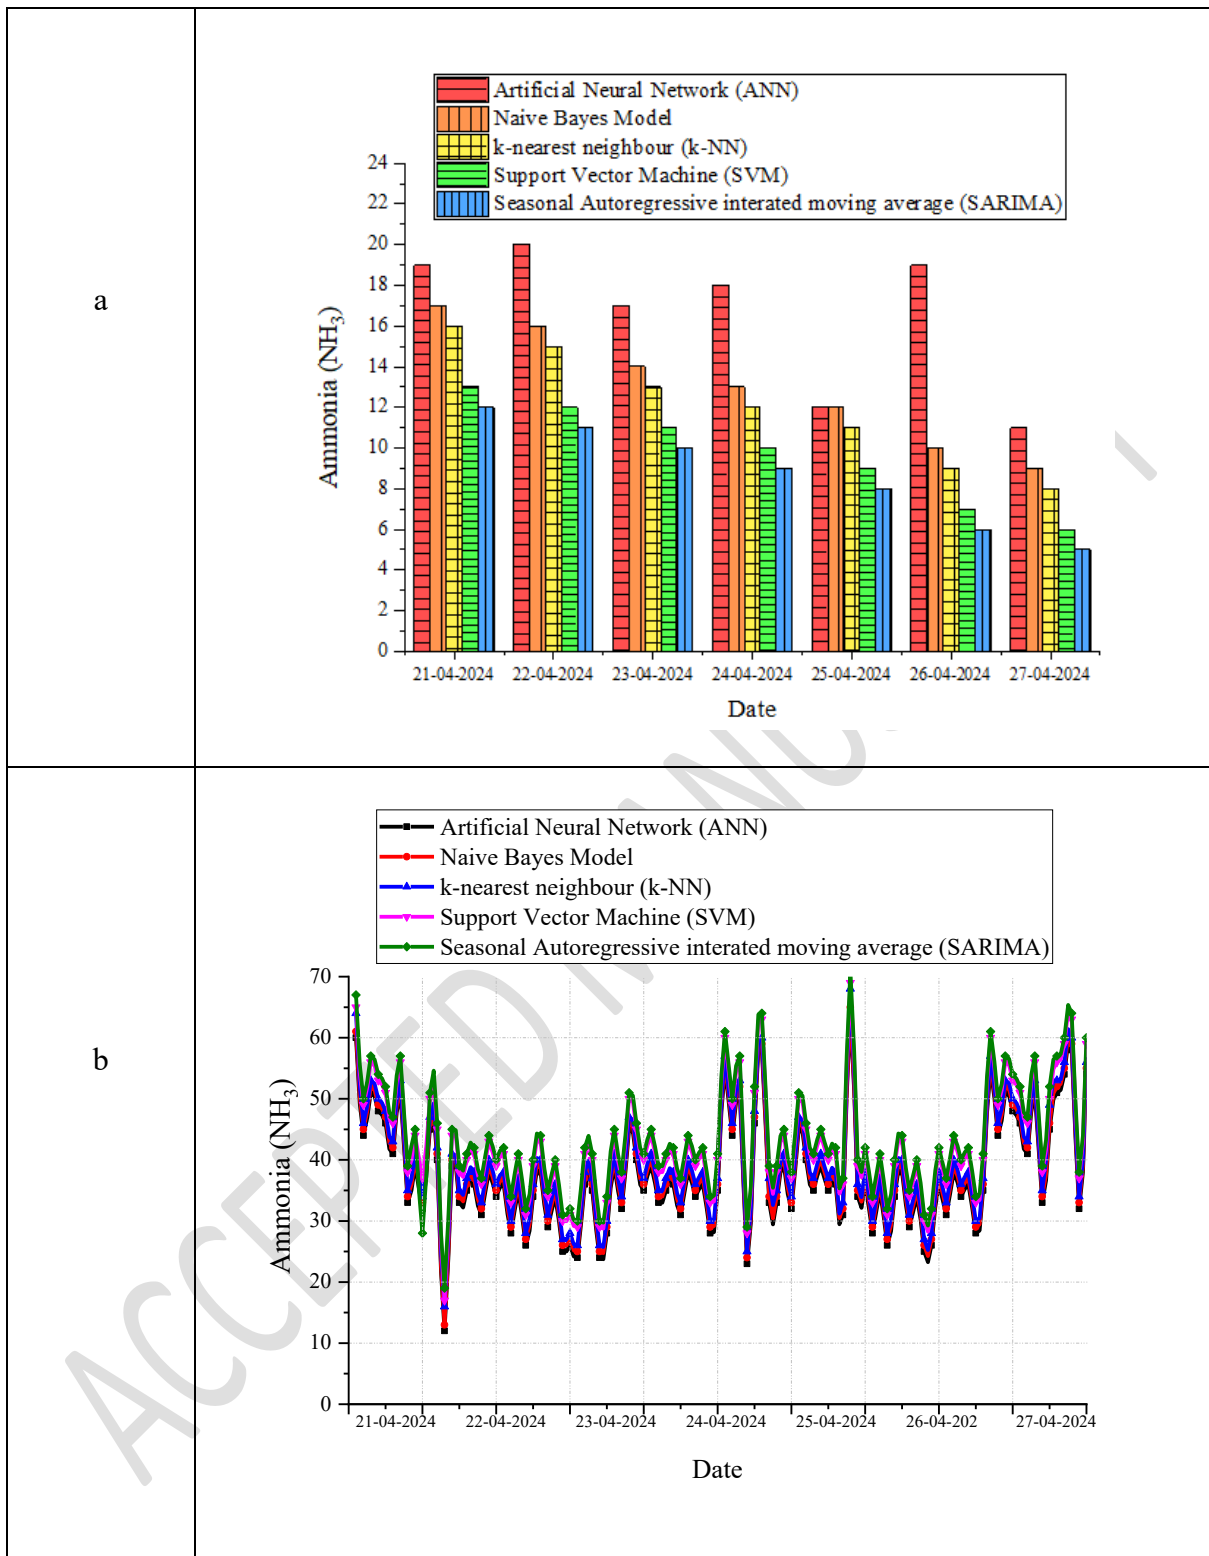 a
Artificial Neural Network (ANN)
Naive Bayes Model
k-nearest neighbour (k-NN)
Support Vector Machine (SVM)
Seasonal Autoregressive interated moving average (SARIMA)
24
22
20
18
16
14
12
10
8
6
4
2
0
Ammonia (NH3)
21-04-2024 22-04-2024 23-04-2024 24-04-2024 25-04-2024 26-04-2024 27-04-2024
Date
b
Artificial Neural Network (ANN)
Naive Bayes Model
k-nearest neighbour (k-NN)
Support Vector Machine (SVM)
Seasonal Autoregressive interated moving average (SARIMA)
70
60
50
40
30
20
10
0
Ammonia (NH3)
21-04-2024 22-04-2024 23-04-2024 24-04-2024 25-04-2024 26-04-202 27-04-2024
Date
ACCEPTED